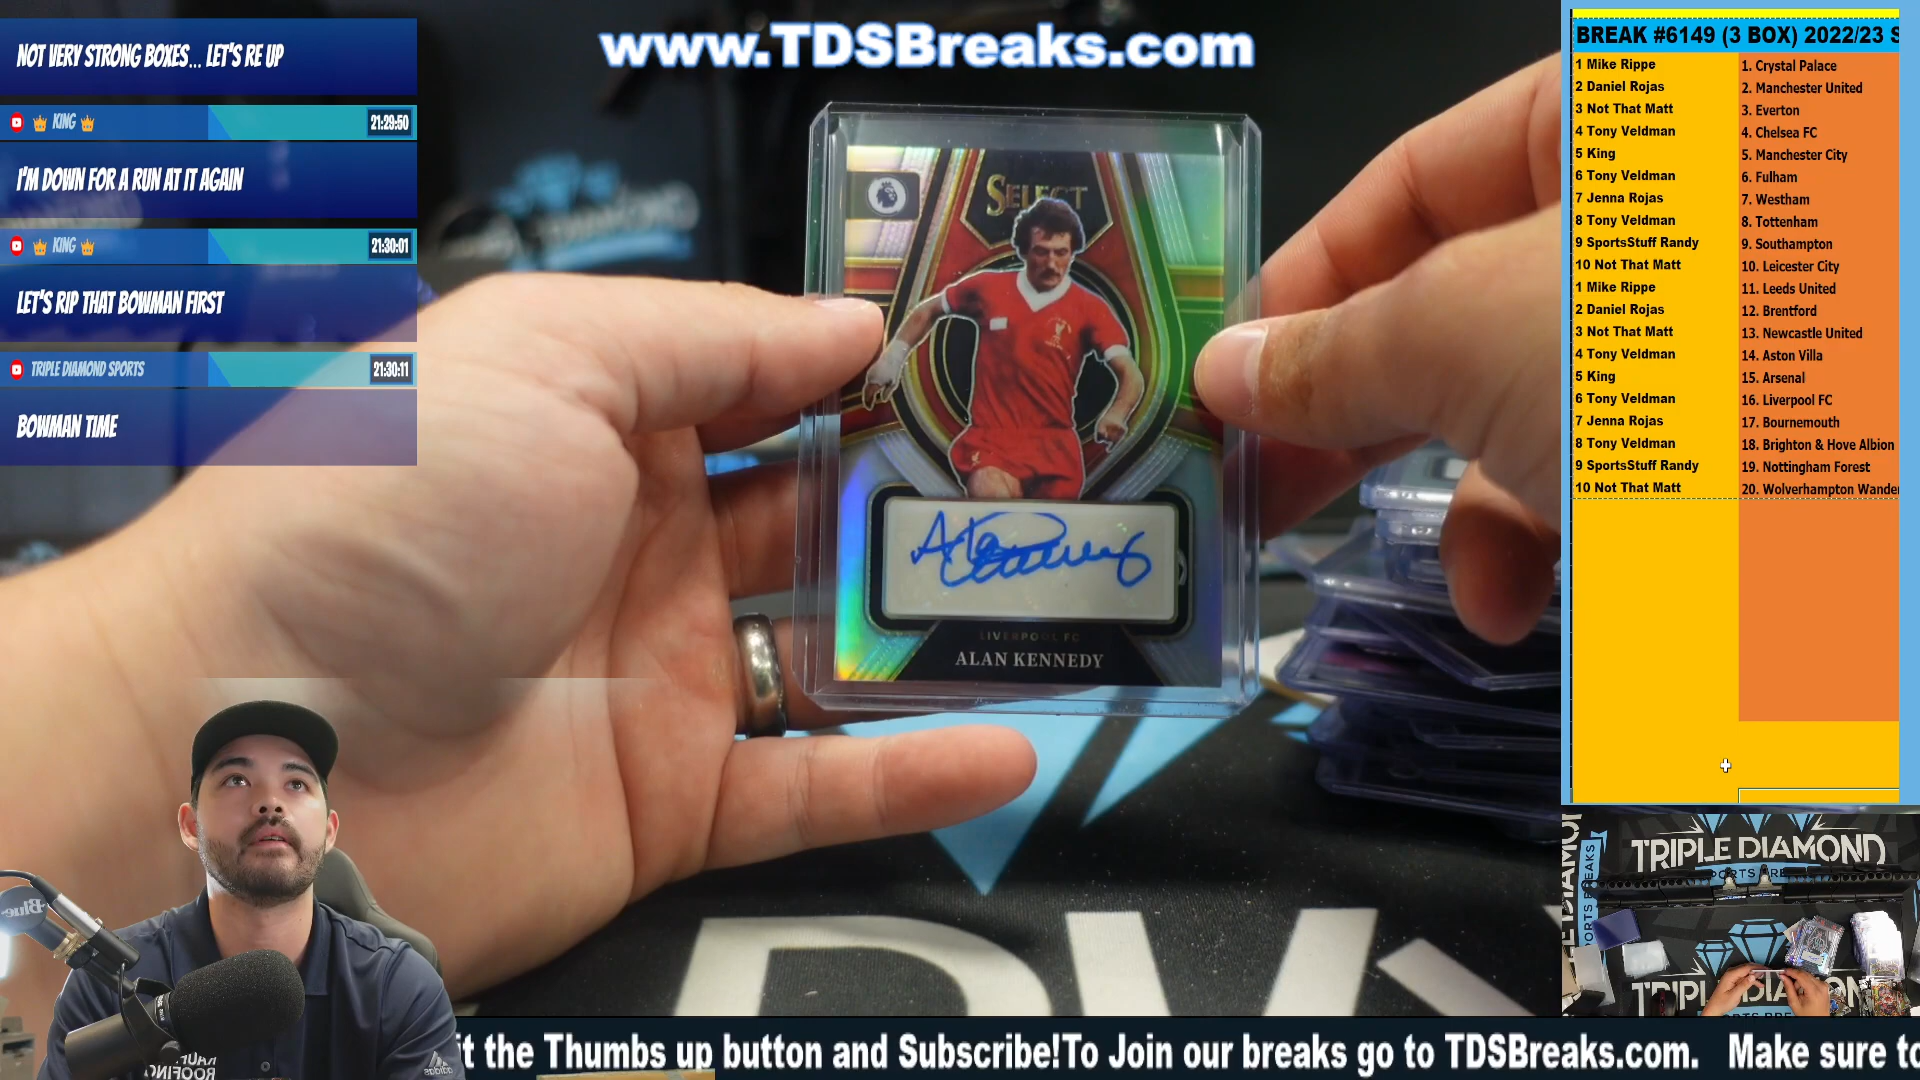 www.TDSBreaks.com
NOT VERY STRONG BOXES... LET'S RE UP
KING
21:29:50
I'M DOWN FOR A RUN AT IT AGAIN
KING
21:30:01
LET'S RIP THAT BOWMAN FIRST
TRIPLE DIAMOND SPORTS
21:30:11
BOWMAN TIME
SELECT
LIVERPOOL FC
ALAN KENNEDY
BREAK #6149 (3 BOX) 2022/23 S
1 Mike Rippe 1. Crystal Palace
2 Daniel Rojas 2. Manchester United
3 Not That Matt 3. Everton
4 Tony Veldman 4. Chelsea FC
5 King 5. Manchester City
6 Tony Veldman 6. Fulham
7 Jenna Rojas 7. Westham
8 Tony Veldman 8. Tottenham
9 SportsStuff Randy 9. Southampton
10 Not That Matt 10. Leicester City
1 Mike Rippe 11. Leeds United
2 Daniel Rojas 12. Brentford
3 Not That Matt 13. Newcastle United
4 Tony Veldman 14. Aston Villa
5 King 15. Arsenal
6 Tony Veldman 16. Liverpool FC
7 Jenna Rojas 17. Bournemouth
8 Tony Veldman 18. Brighton & Hove Albion
9 SportsStuff Randy 19. Nottingham Forest
10 Not That Matt 20. Wolverhampton Wande
TRIPLE DIAMOND
Blue
adidas
it the Thumbs up button and Subscribe!To Join our breaks go to TDSBreaks.com. Make sure to